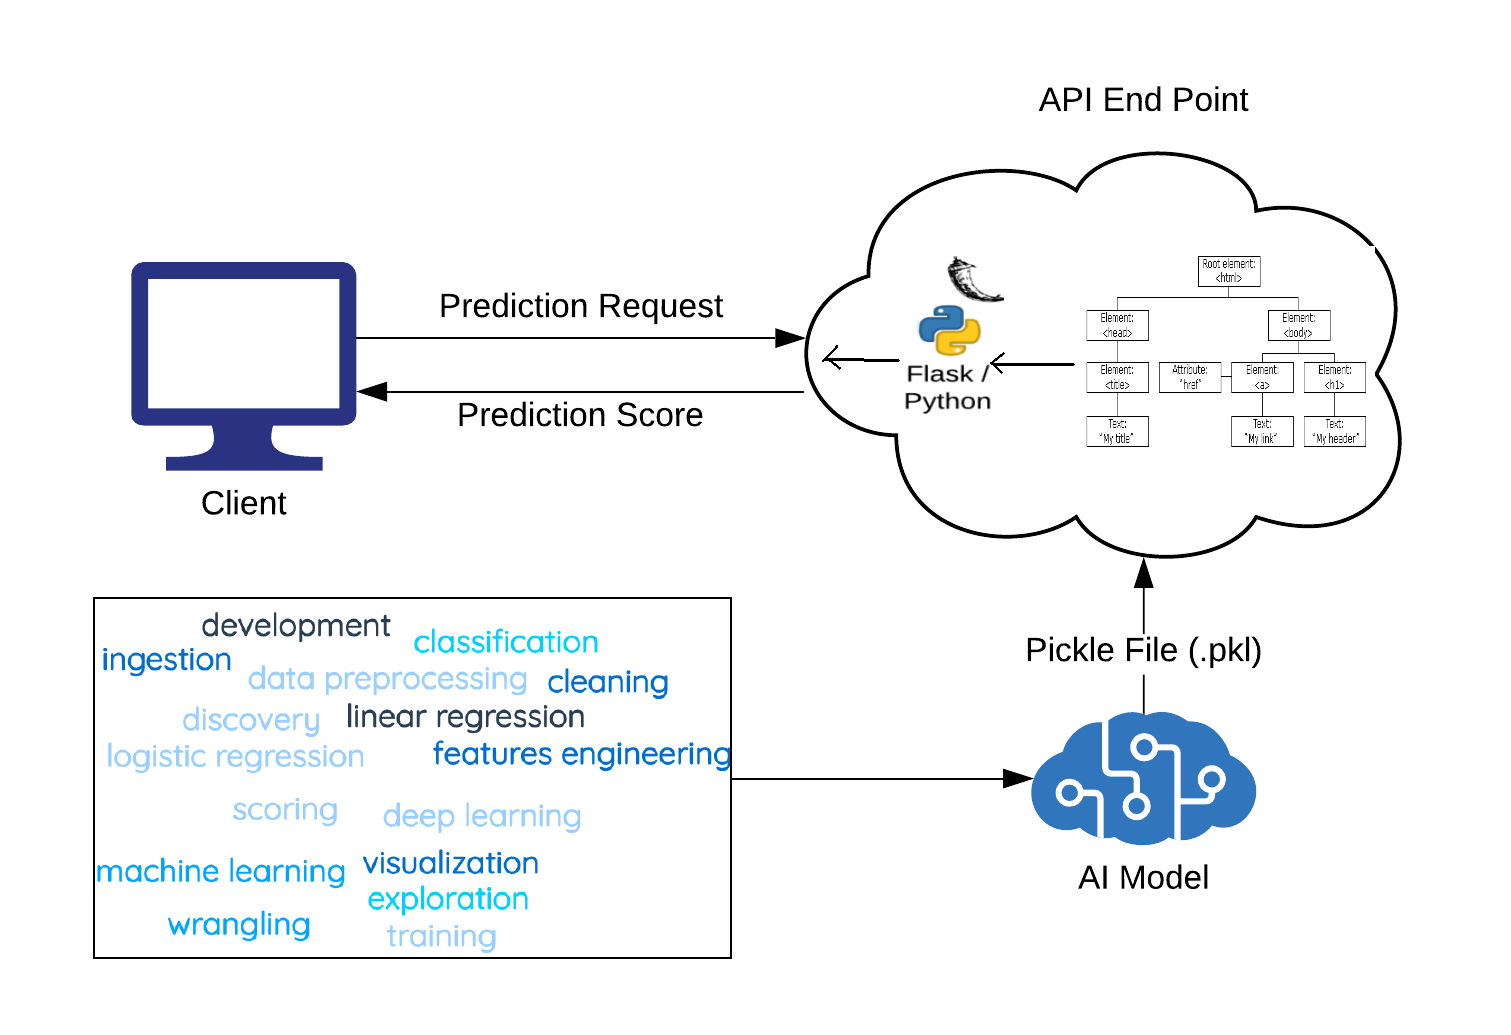 API End Point
Prediction Request
Prediction Score
Client
Flask /
Python
Root element:
<html>
Element:
<head>
Element:
<body>
Element:
<title>
Attribute:
"href"
Element:
<a>
Element:
<h1>
Text:
"My title"
Text:
"My link"
Text:
"My header"
development
classification
ingestion
data preprocessing
cleaning
discovery
linear regression
logistic regression
features engineering
scoring
deep learning
machine learning
visualization
exploration
wrangling
training
Pickle File (.pkl)
AI Model